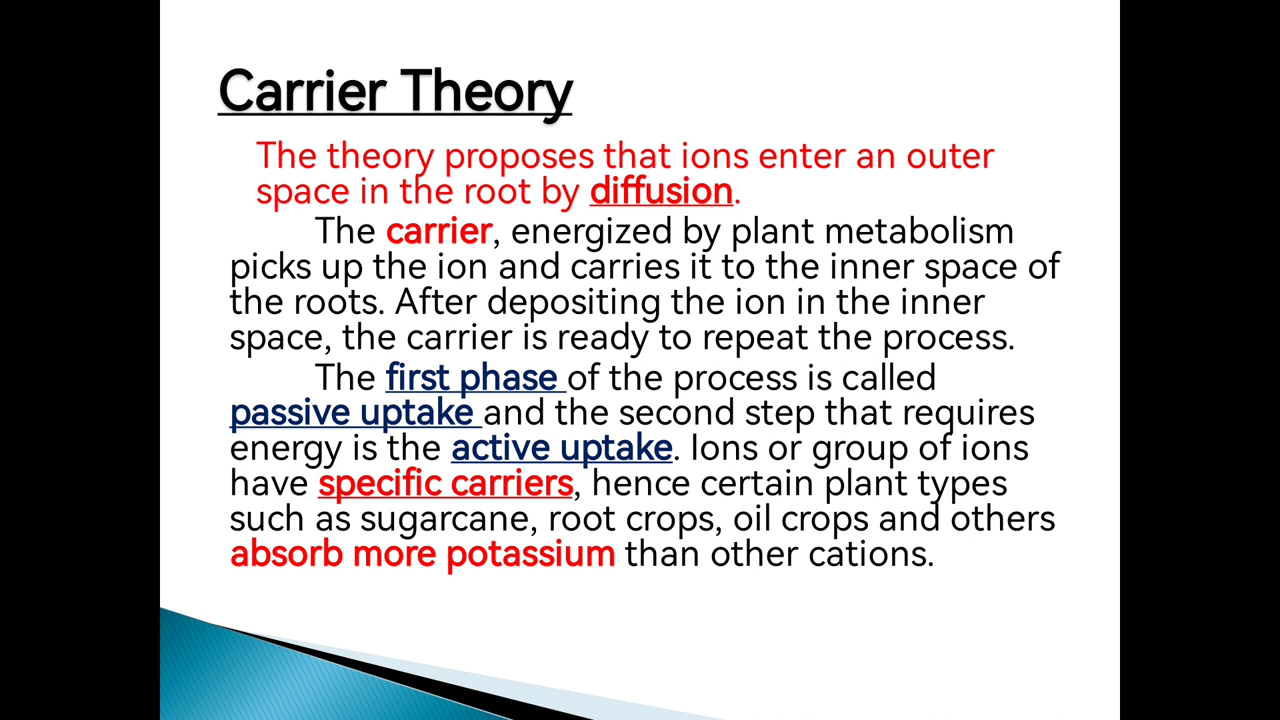 Carrier Theory
The theory proposes that ions enter an outer
space in the root by diffusion.
The carrier, energized by plant metabolism
picks up the ion and carries it to the inner space of
the roots. After depositing the ion in the inner
space, the carrier is ready to repeat the process.
The first phase of the process is called
passive uptake and the second step that requires
energy is the active uptake. Ions or group of ions
have specific carriers, hence certain plant types
such as sugarcane, root crops, oil crops and others
absorb more potassium than other cations.